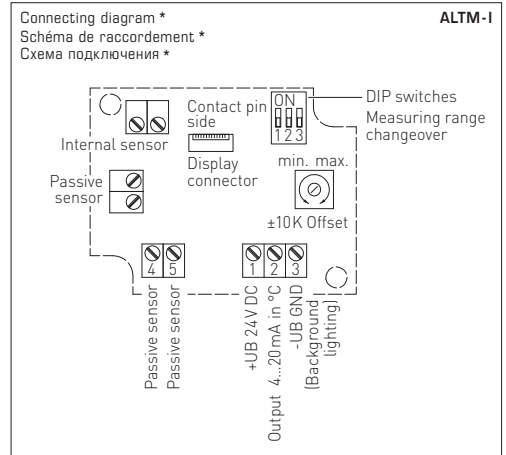 Connecting diagram *
ALTM-I
Schéma de raccordement *
Схема подключения *
ON
1 2 3
DIP switches
Measuring range
changeover
Contact pin
side
Internal sensor
Display
connector
min. max.
±10K Offset
Passive
sensor
4 5
1 2 3
Passive sensor
Passive sensor
+UB 24V DC
Output 4...20mA in °C
-UB GND
(Background
lighting)